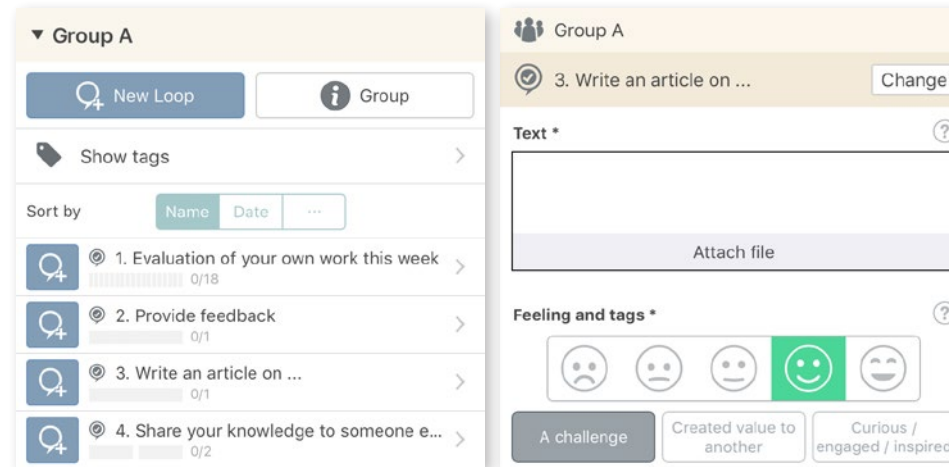 Group A
New Loop
Group
Show tags
Sort by
Name
Date
...
1. Evaluation of your own work this week
0/18
2. Provide feedback
0/1
3. Write an article on ...
0/1
4. Share your knowledge to someone e...
0/2
Group A
3. Write an article on ...
Change
Text *
?
Attach file
Feeling and tags *
?
A challenge
Created value to
another
Curious /
engaged / inspired